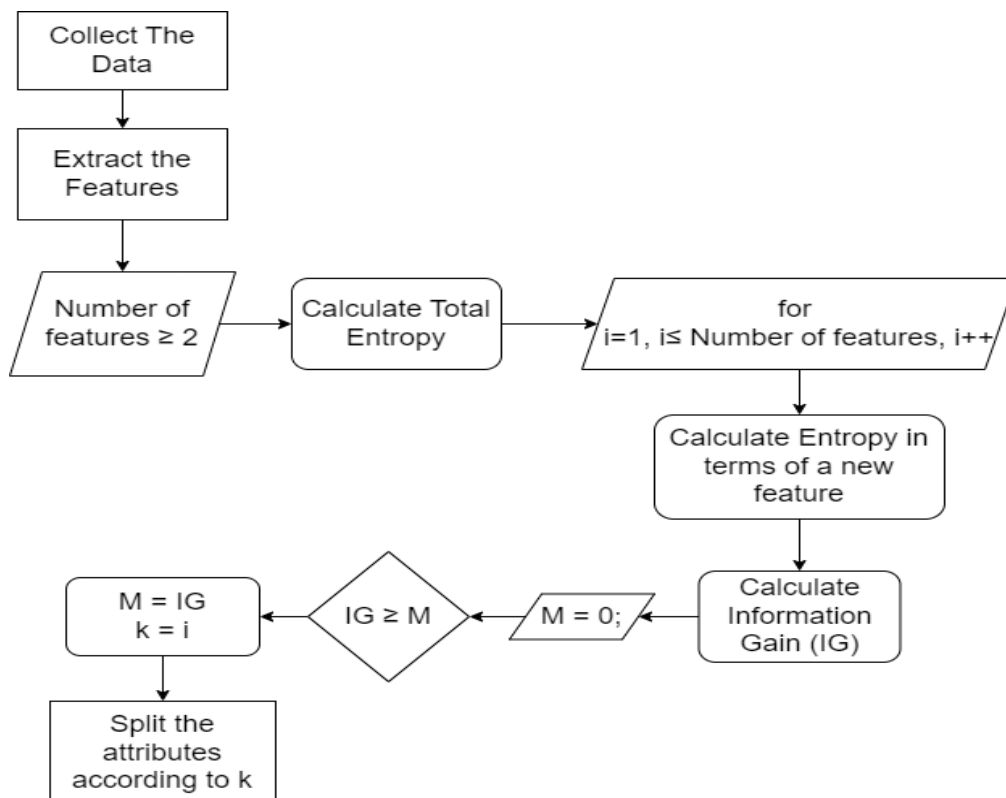 Collect The
Data
Extract the
Features
Number of
features ≥ 2
Calculate Total
Entropy
for
i=1, i≤ Number of features, i++
Calculate Entropy in
terms of a new
feature
Calculate
Information
Gain (IG)
M = 0;
IG ≥ M
M = IG
k = i
Split the
attributes
according to k